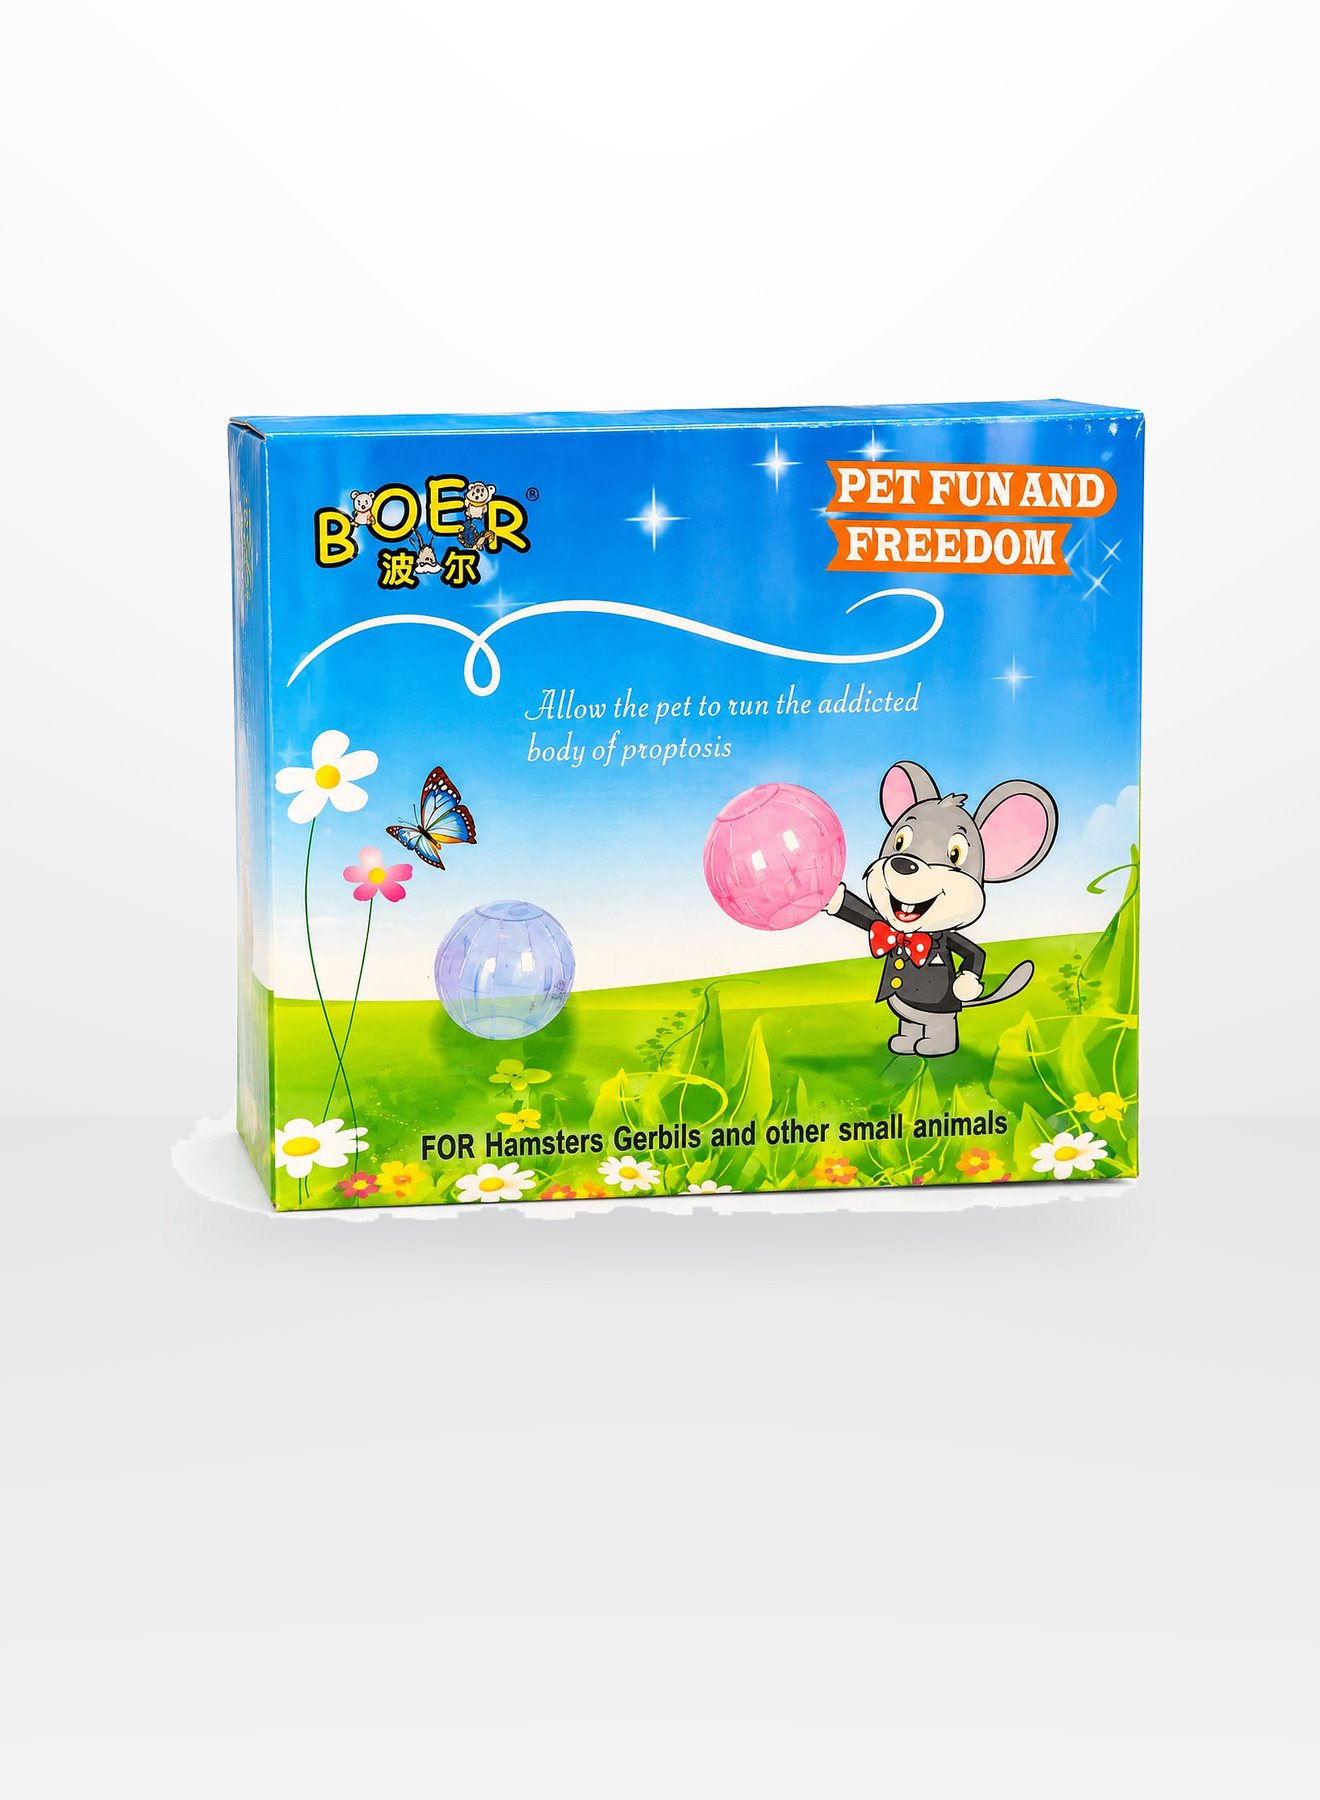 BOER®
波尔
PET FUN AND
FREEDOM
Allow the pet to run the addicted
body of proptosis
FOR Hamsters Gerbils and other small animals